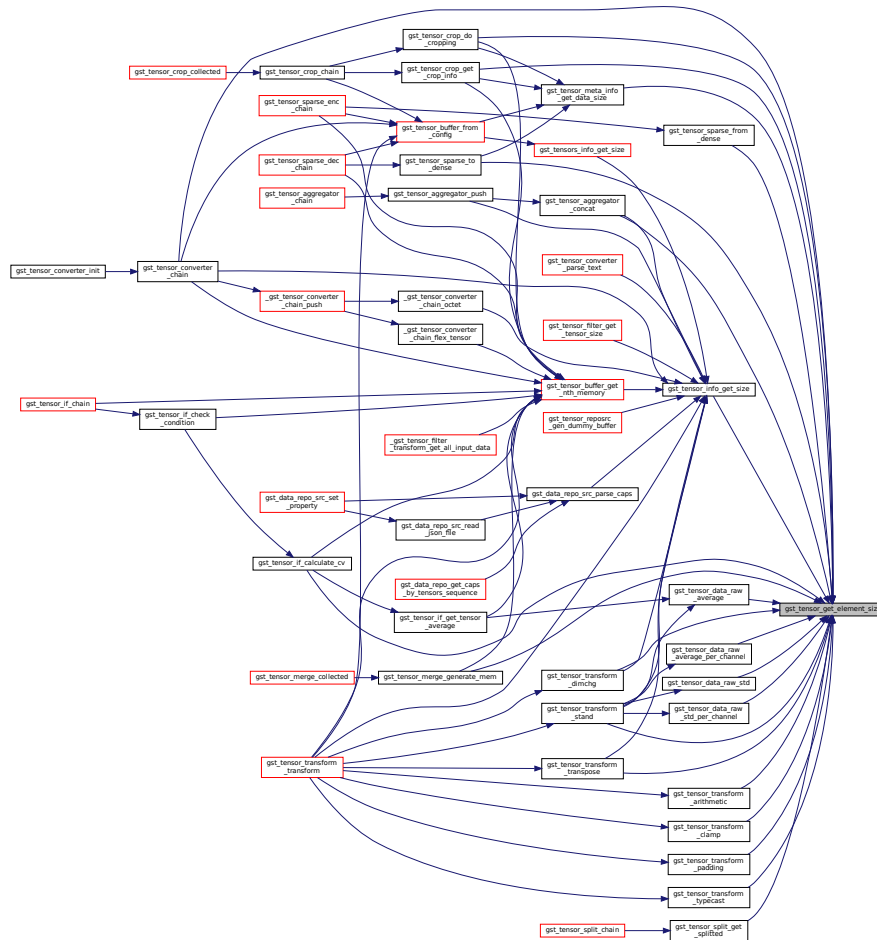 gst_tensor_crop_do
_cropping
gst_tensor_crop_collected
gst_tensor_crop_chain
gst_tensor_crop_get
_crop_info
gst_tensor_meta_info
_get_data_size
gst_tensor_sparse_enc
_chain
gst_tensor_buffer_from
_config
gst_tensor_sparse_from
_dense
gst_tensors_info_get_size
gst_tensor_sparse_dec
_chain
gst_tensor_sparse_to
_dense
gst_tensor_aggregator
_chain
gst_tensor_aggregator_push
gst_tensor_aggregator
_concat
gst_tensor_converter_init
gst_tensor_converter
_chain
gst_tensor_converter
_parse_text
_gst_tensor_converter
_chain_push
_gst_tensor_converter
_chain_octet
_gst_tensor_converter
_chain_flex_tensor
gst_tensor_filter_get
_tensor_size
gst_tensor_buffer_get
_nth_memory
gst_tensor_info_get_size
gst_tensor_if_chain
gst_tensor_if_check
_condition
gst_tensor_reposrc
_gen_dummy_buffer
_gst_tensor_filter
_transform_get_all_input_data
gst_data_repo_src_set
_property
gst_data_repo_src_parse_caps
gst_data_repo_src_read
_json_file
gst_tensor_if_calculate_cv
gst_data_repo_get_caps
_by_tensors_sequence
gst_tensor_data_raw
_average
gst_tensor_get_element_size
gst_tensor_if_get_tensor
_average
gst_tensor_data_raw
_average_per_channel
gst_tensor_merge_collected
gst_tensor_merge_generate_mem
gst_tensor_transform
_dimchg
gst_tensor_data_raw_std
gst_tensor_transform
_stand
gst_tensor_data_raw
_std_per_channel
gst_tensor_transform
_transform
gst_tensor_transform
_transpose
gst_tensor_transform
_arithmetic
gst_tensor_transform
_clamp
gst_tensor_transform
_padding
gst_tensor_transform
_typecast
gst_tensor_split_chain
gst_tensor_split_get
_splitted